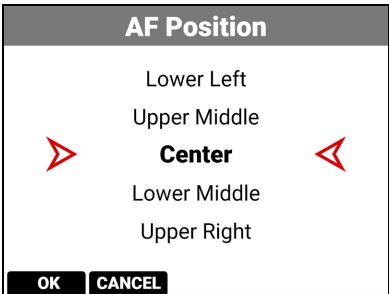 AF Position
Lower Left
Upper Middle
Center
Lower Middle
Upper Right
OK CANCEL